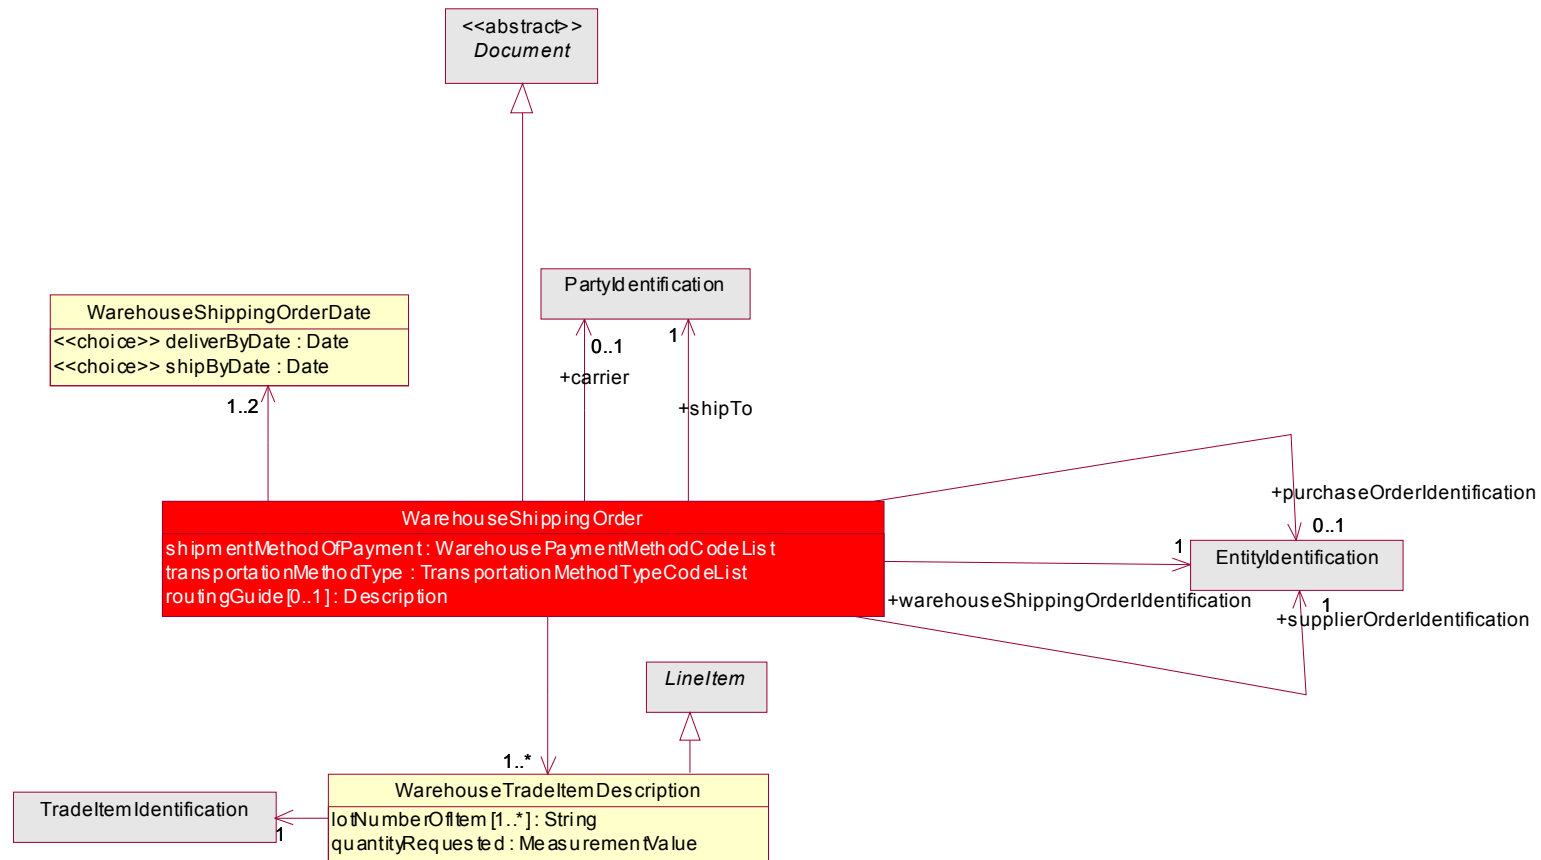 <<abstract>>
Document
PartyIdentification
WarehouseShippingOrderDate
<<choice>> deliverByDate : Date
<<choice>> shipByDate : Date
1..2
0..1
+carrier
1
+shipTo
WarehouseShippingOrder
shipmentMethodOfPayment : WarehousePaymentMethodCodeList
transportationMethodType : TransportationMethodTypeCodeList
routingGuide[0..1] : Description
+purchaseOrderIdentification
0..1
1
EntityIdentification
+warehouseShippingOrderIdentification
1
+supplierOrderIdentification
LineItem
1..*
WarehouseTradeItemDescription
lotNumberOfItem[1..*] : String
quantityRequested : MeasurementValue
TradeItemIdentification
1